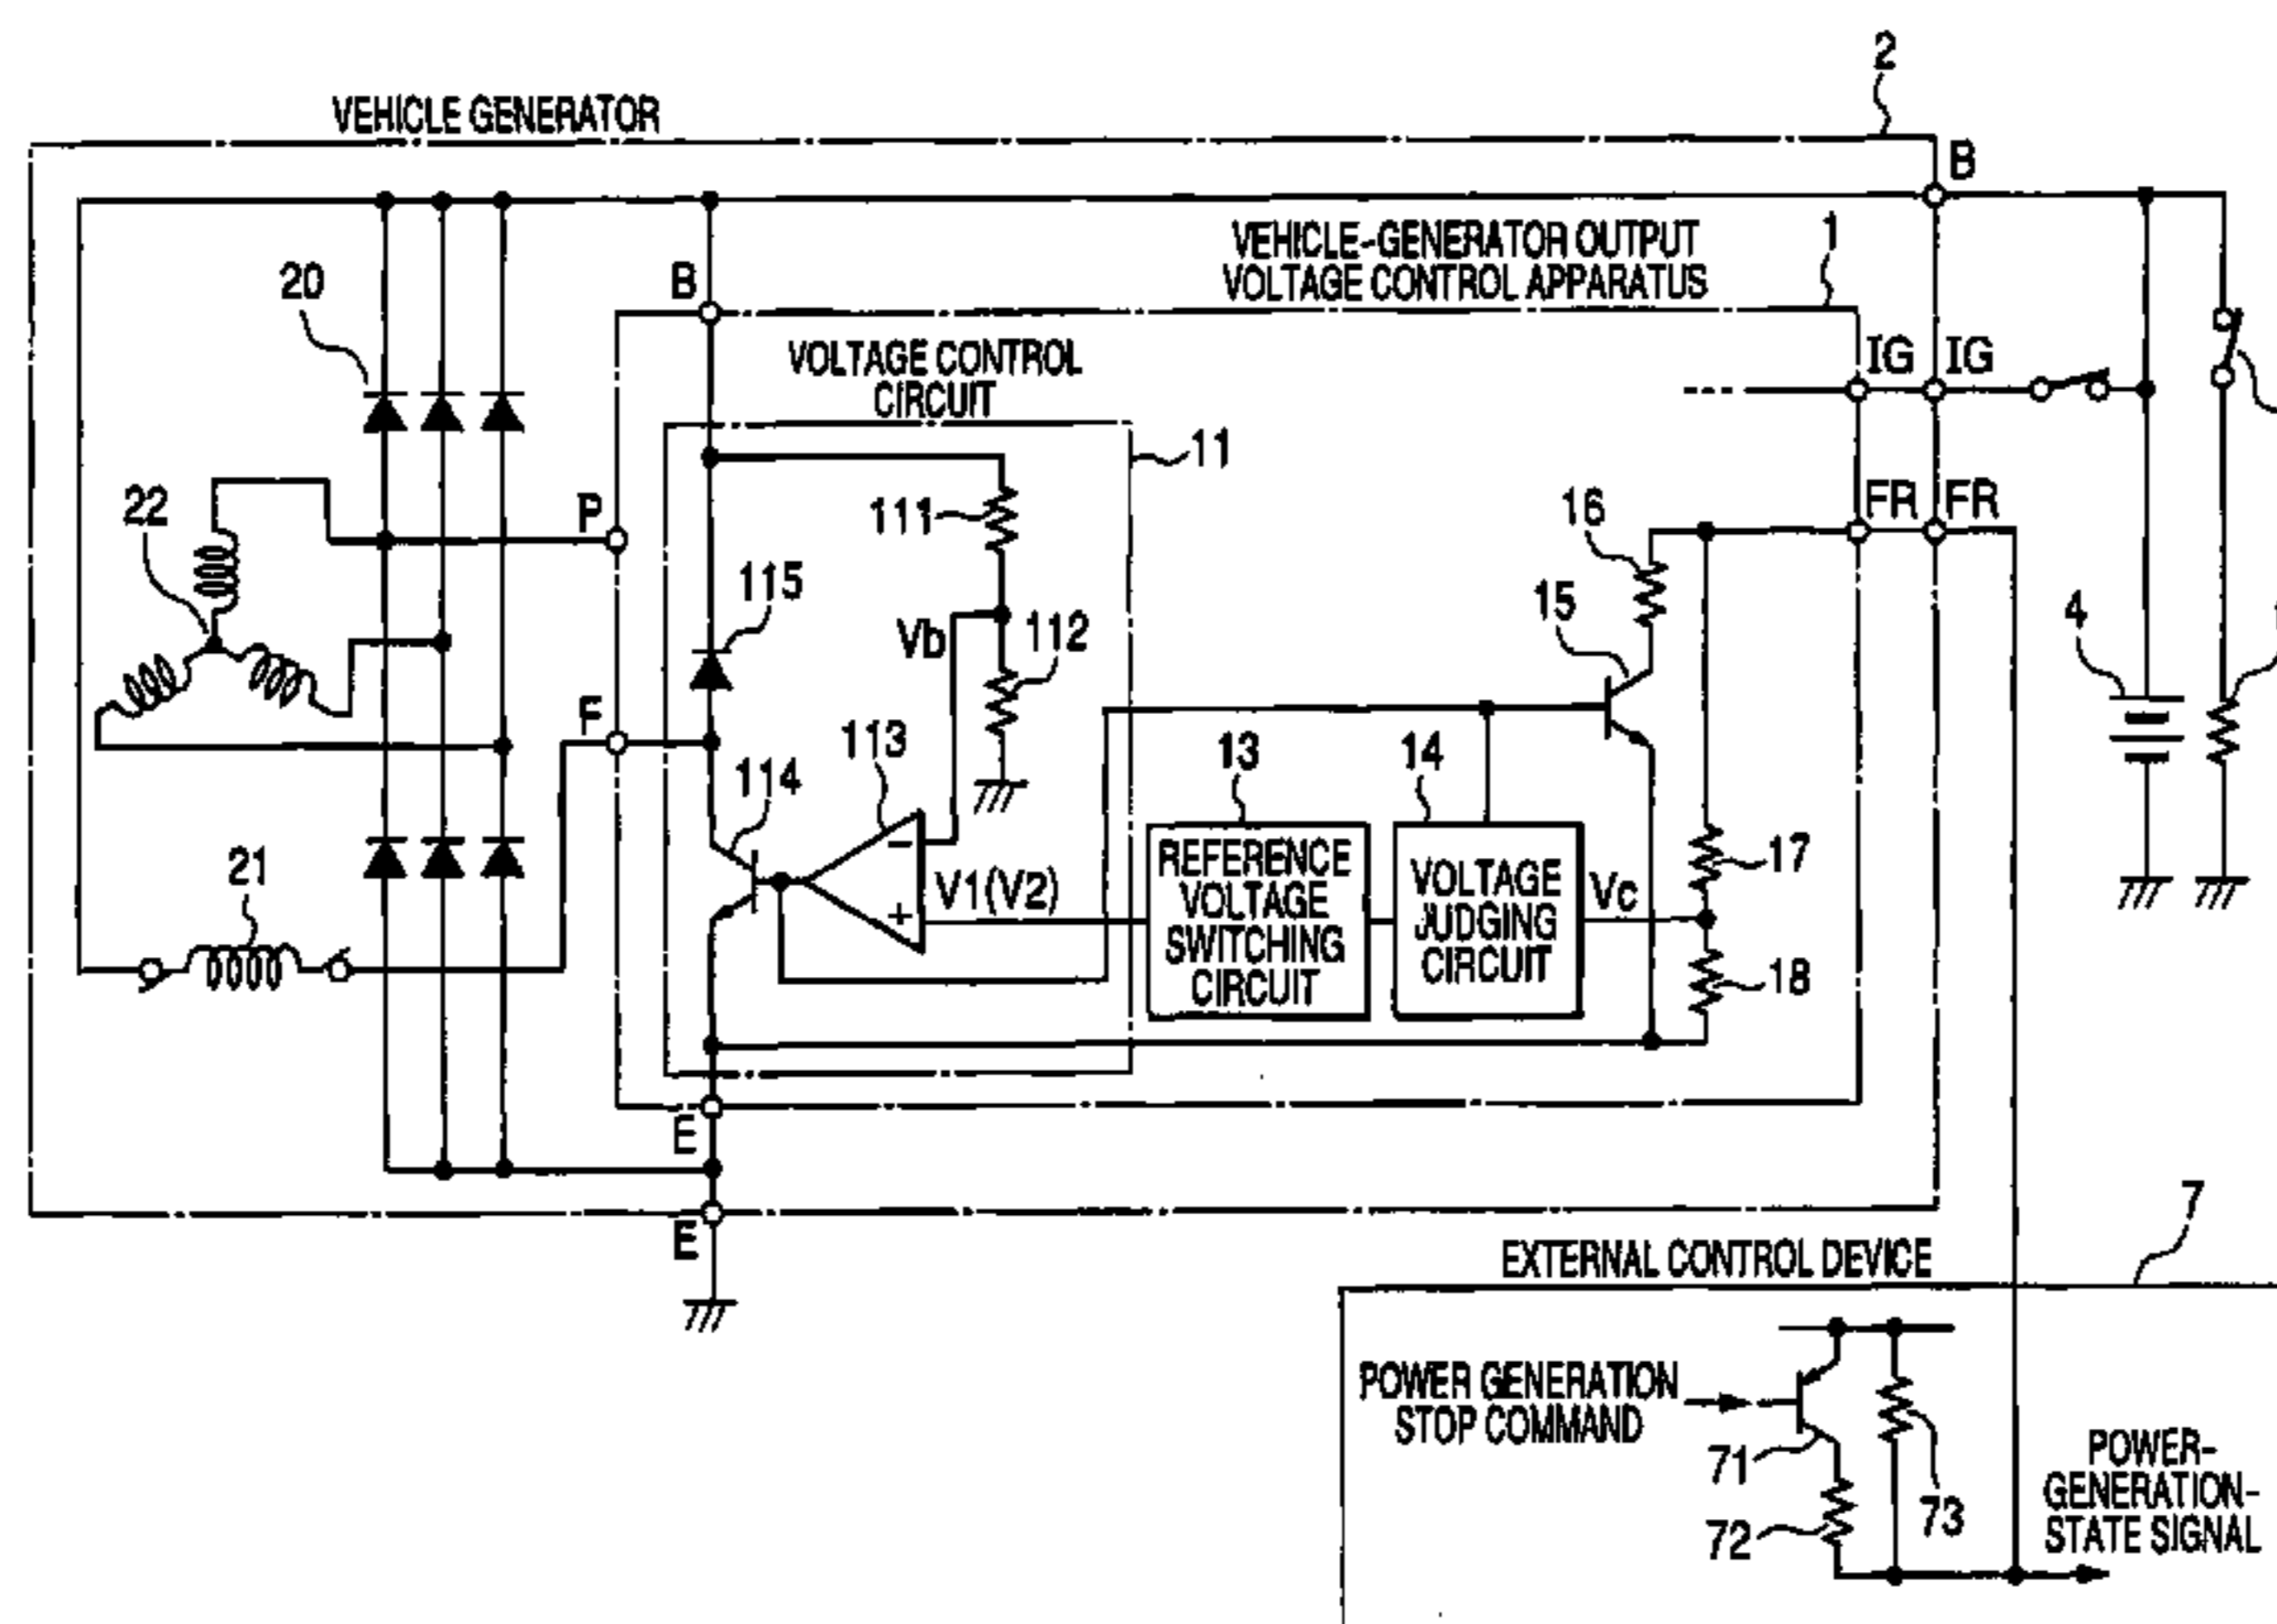 2
VEHICLE GENERATOR
B
VEHICLE-GENERATOR OUTPUT
VOLTAGE CONTROL APPARATUS
1
20
B
VOLTAGE CONTROL
CIRCUIT
IG
IG
11
22
P
111
16
FR
FR
115
15
Vb
112
4
F
113
13
14
114
21
REFERENCE
VOLTAGE
SWITCHING
CIRCUIT
VOLTAGE
JUDGING
CIRCUIT
17
V1(V2)
Vc
−
+
18
E
E
7
EXTERNAL CONTROL DEVICE
POWER GENERATION
STOP COMMAND
71
72
73
POWER-
GENERATION-
STATE SIGNAL